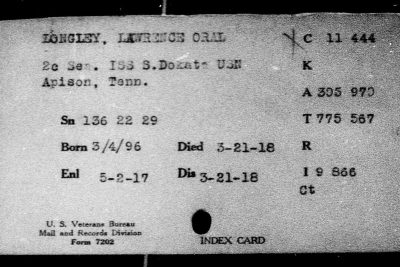 LONGLEY, LAWRENCE ORAL C 11 444
2c Sea. ISS S.Dokata USN K
Apison, Tenn.
A 305 970
Sn 136 22 29 T 775 567
Born 3/4/96 Died 3-21-18 R
Enl 5-2-17 Dis 3-21-18 I 9 866
Ct
U. S. Veterans Bureau
Mail and Records Division
Form 7202 INDEX CARD